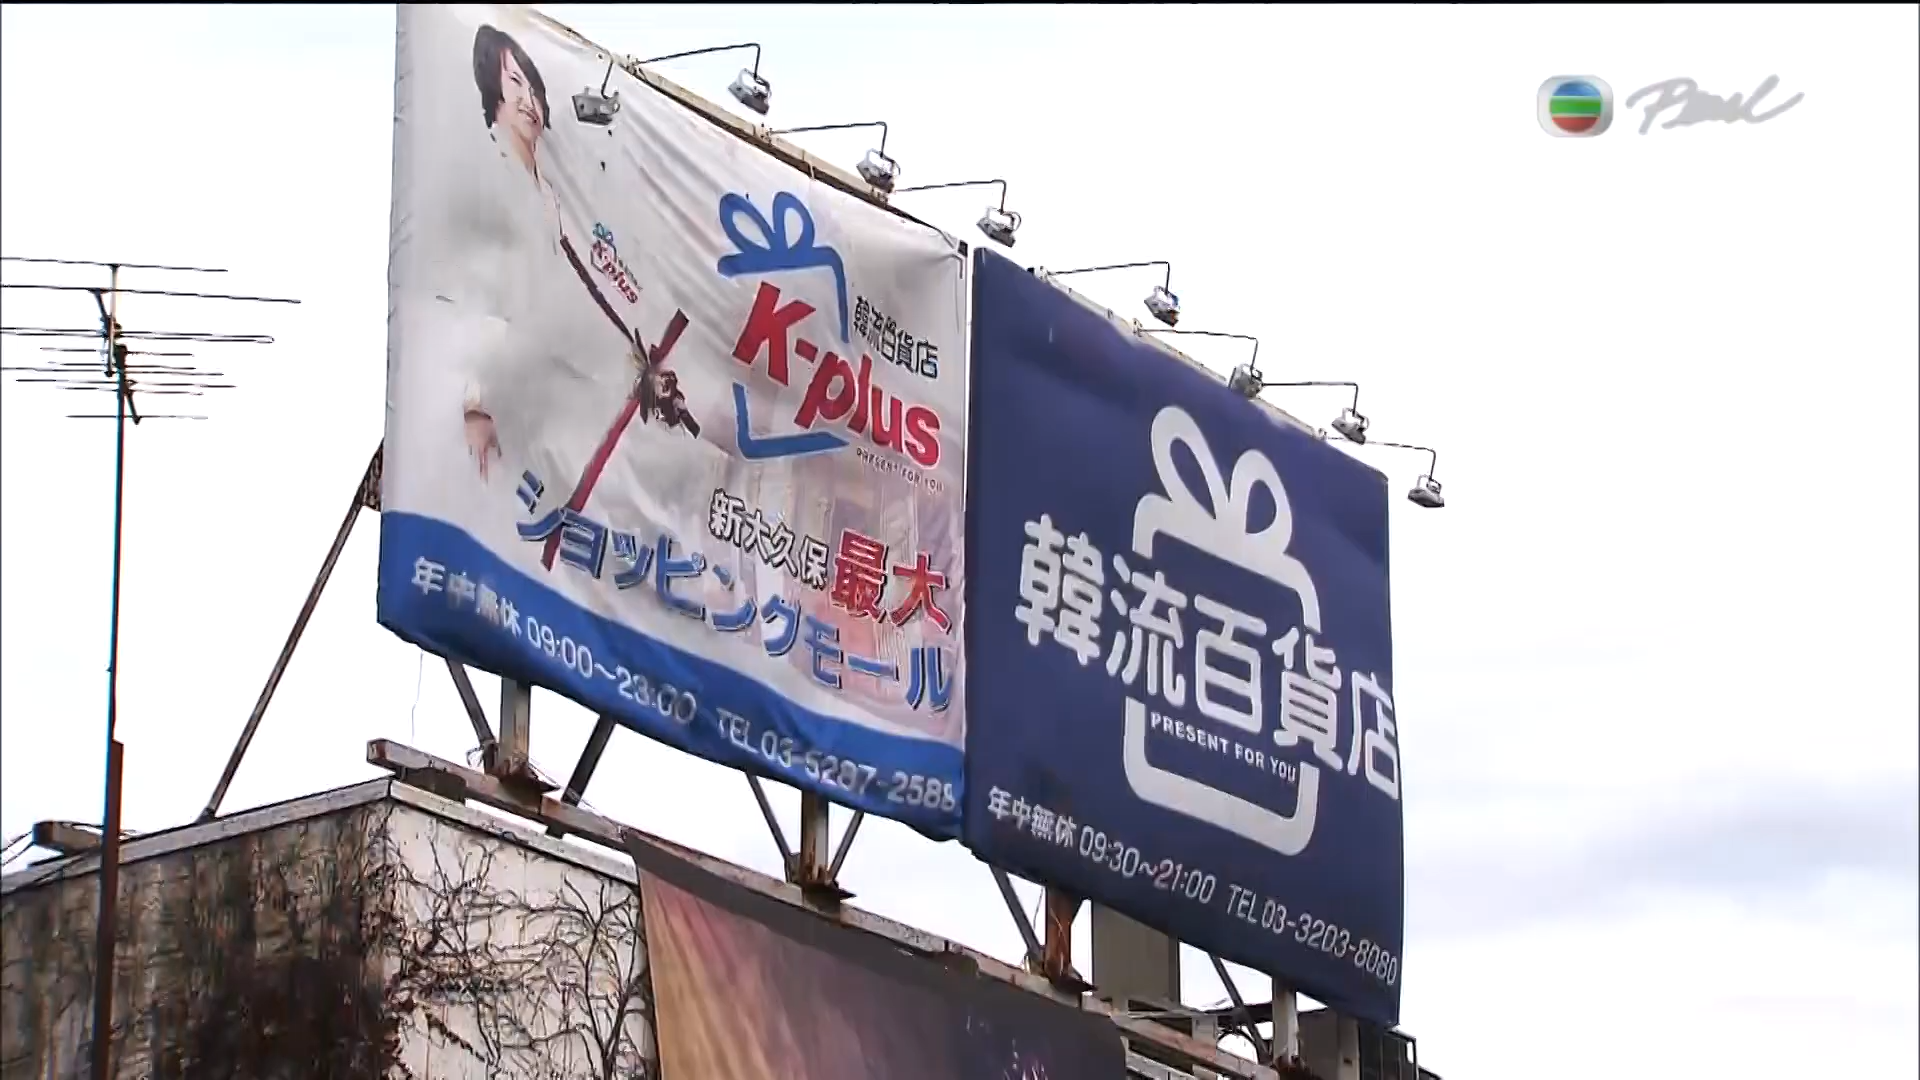 Pearl
K-plus
韓流百貨店
K-plus
PRESENT FOR YOU
新大久保最大
ショッピングモール
年中無休 09:00～23:00 TEL 03-5287-2588
韓流百貨店
PRESENT FOR YOU
年中無休 09:30～21:00 TEL 03-3203-8080